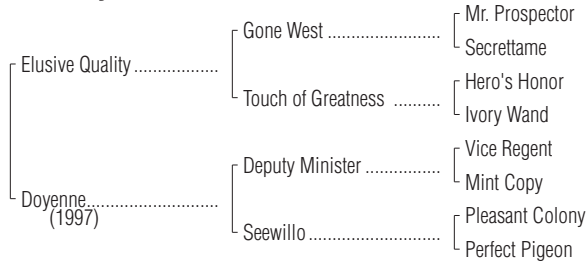 Mr. Prospector
Gone West ........................
Secrettame
Elusive Quality ..................
Hero's Honor
Touch of Greatness ..........
Ivory Wand
Vice Regent
Deputy Minister ................
Mint Copy
Doyenne............................
(1997)
Pleasant Colony
Seewillo ............................
Perfect Pigeon